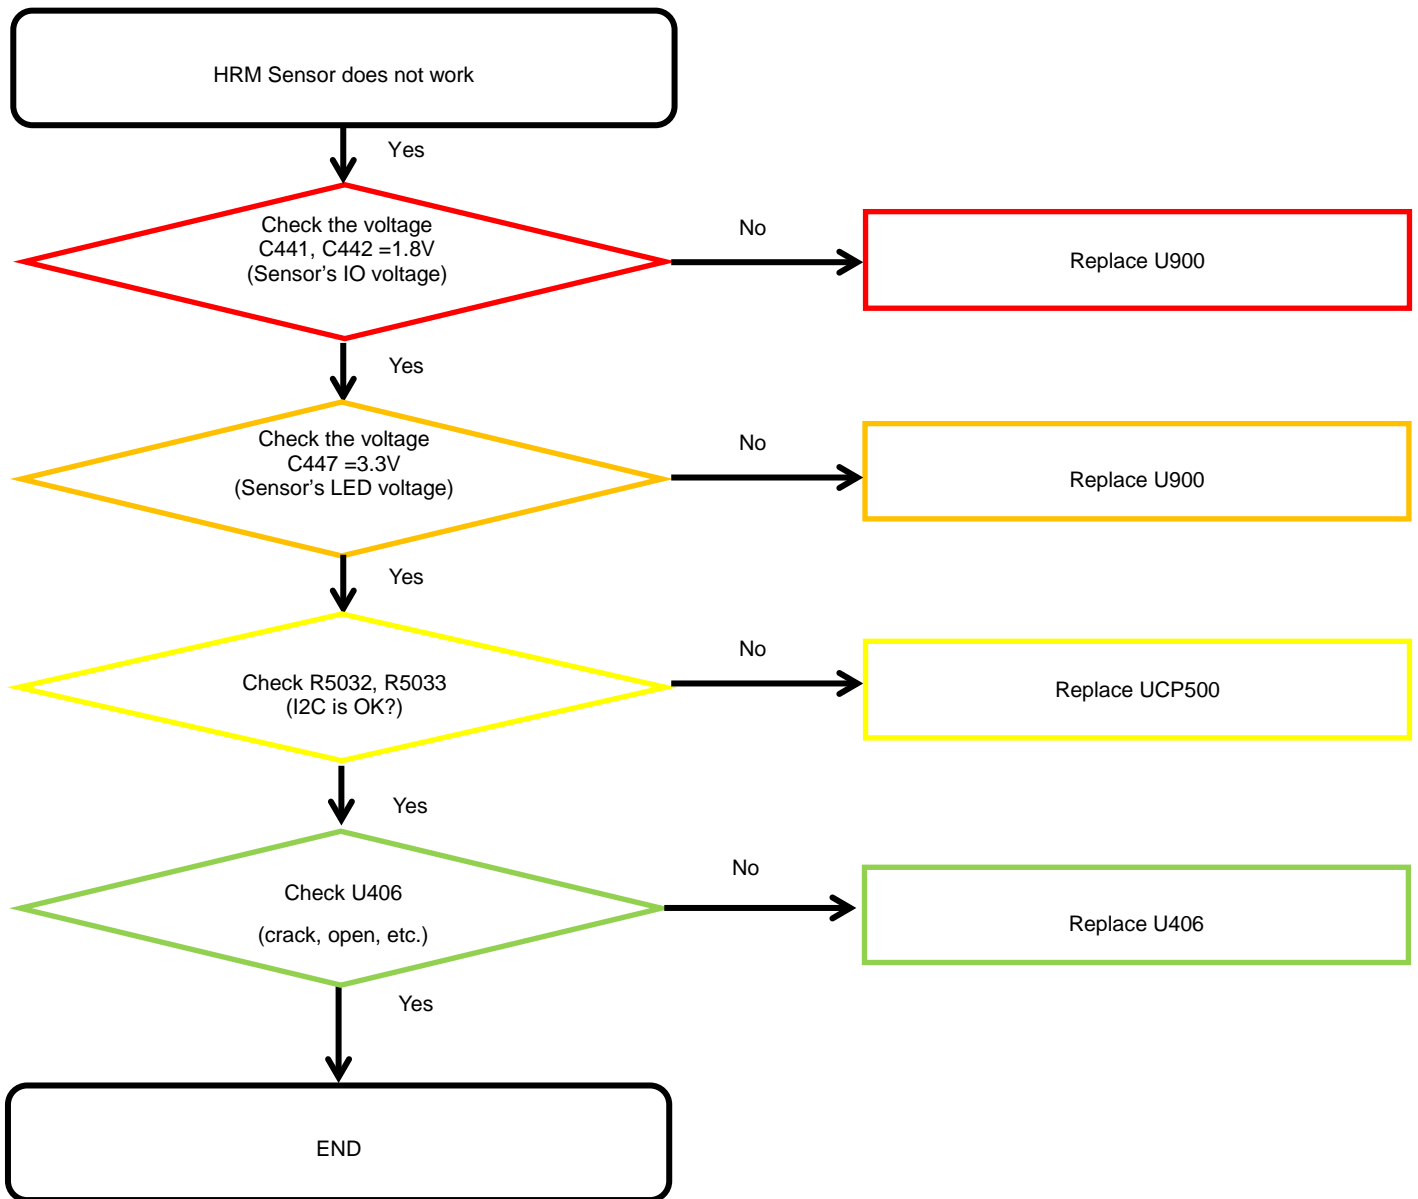 HRM Sensor does not work
Yes
Check the voltage
C441, C442 =1.8V
(Sensor’s IO voltage)
No
Replace U900
Yes
Check the voltage
C447 =3.3V
(Sensor’s LED voltage)
No
Replace U900
Yes
Check R5032, R5033
(I2C is OK?)
No
Replace UCP500
Yes
Check U406
(crack, open, etc.)
No
Replace U406
Yes
END